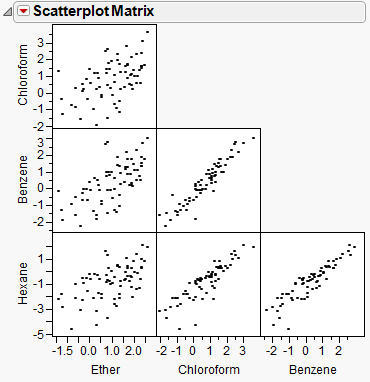 Scatterplot Matrix
Chloroform
3
2
1
0
-1
-2
Benzene
3
2
1
0
-1
-2
Hexane
1
-1
-3
-5
-1.5 0.0 1.0 2.0 -2 -1 0 1 2 3 -2 -1 0 1 2
Ether Chloroform Benzene